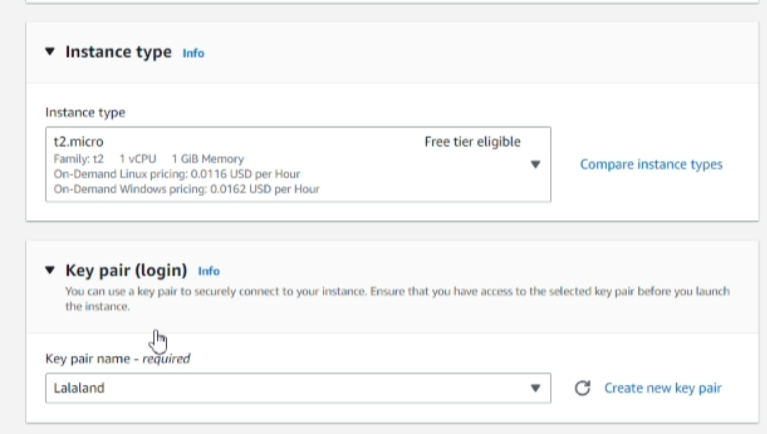 Instance type Info
Instance type
t2.micro Free tier eligible
Family: t2 1 vCPU 1 GiB Memory
On-Demand Linux pricing: 0.0116 USD per Hour
On-Demand Windows pricing: 0.0162 USD per Hour
Compare instance types
Key pair (login) Info
You can use a key pair to securely connect to your instance. Ensure that you have access to the selected key pair before you launch
the instance.
Key pair name - required
Lalaland
Create new key pair